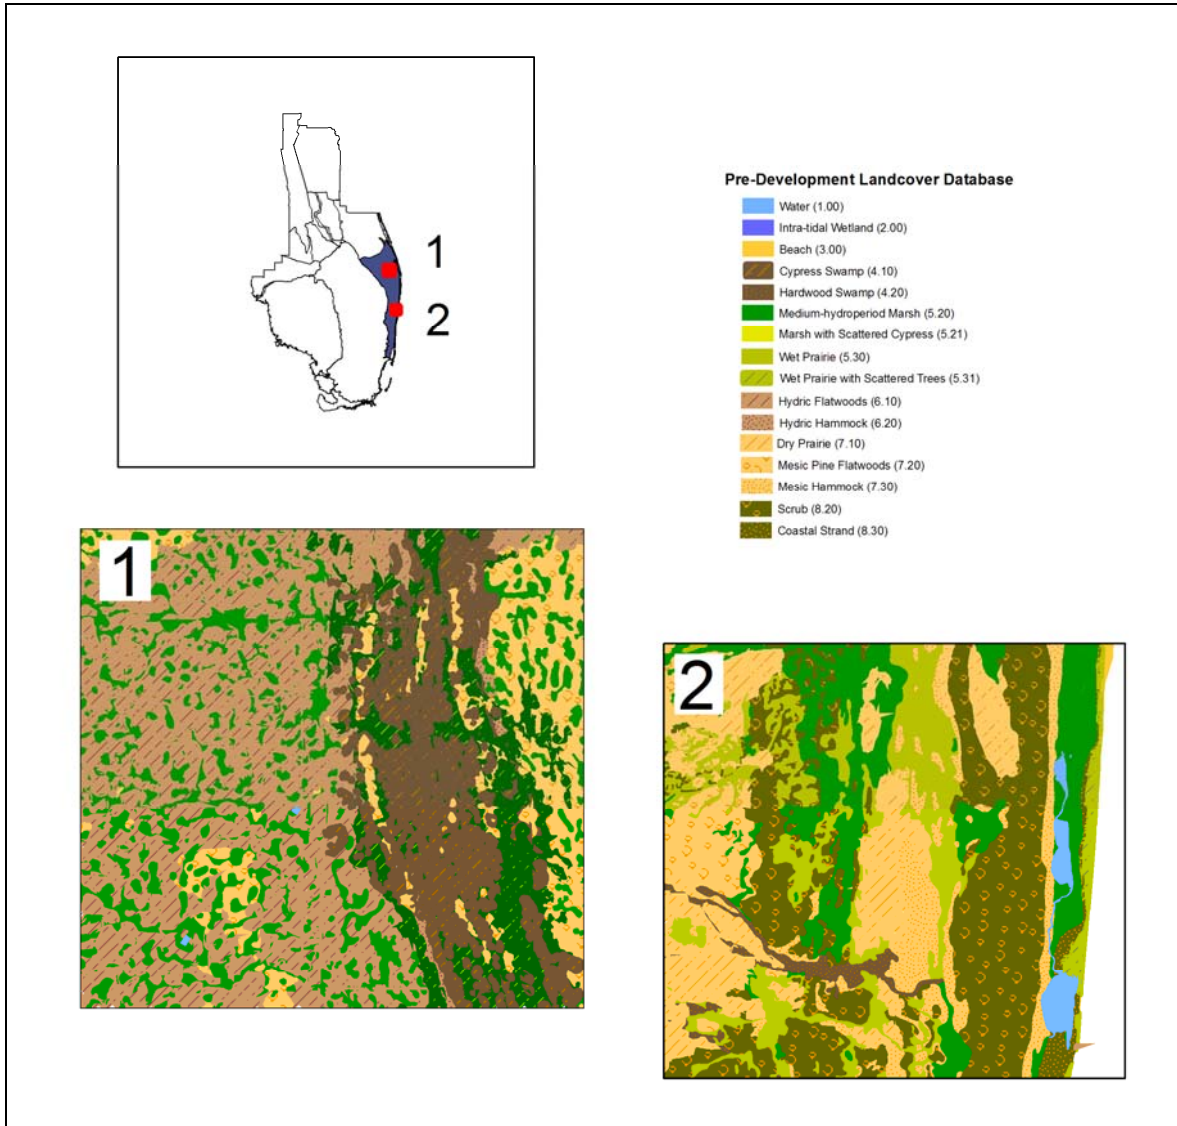 1
2
Pre-Development Landcover Database
Water (1.00)
Intra-tidal Wetland (2.00)
Beach (3.00)
Cypress Swamp (4.10)
Hardwood Swamp (4.20)
Medium-hydroperiod Marsh (5.20)
Marsh with Scattered Cypress (5.21)
Wet Prairie (5.30)
Wet Prairie with Scattered Trees (5.31)
Hydric Flatwoods (6.10)
Hydric Hammock (6.20)
Dry Prairie (7.10)
Mesic Pine Flatwoods (7.20)
Mesic Hammock (7.30)
Scrub (8.20)
Coastal Strand (8.30)
1
2